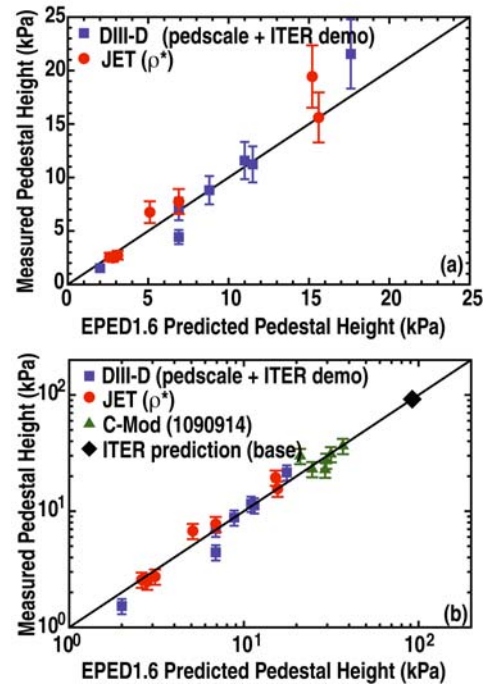 25
DIII-D (pedscale + ITER demo)
JET (ρ*)
20
15
10
5
0
Measured Pedestal Height (kPa)
(a)
0 5 10 15 20 25
EPED1.6 Predicted Pedestal Height (kPa)
DIII-D (pedscale + ITER demo)
JET (ρ*)
C-Mod (1090914)
ITER prediction (base)
10²
10¹
10⁰
Measured Pedestal Height (kPa)
(b)
10⁰ 10¹ 10²
EPED1.6 Predicted Pedestal Height (kPa)